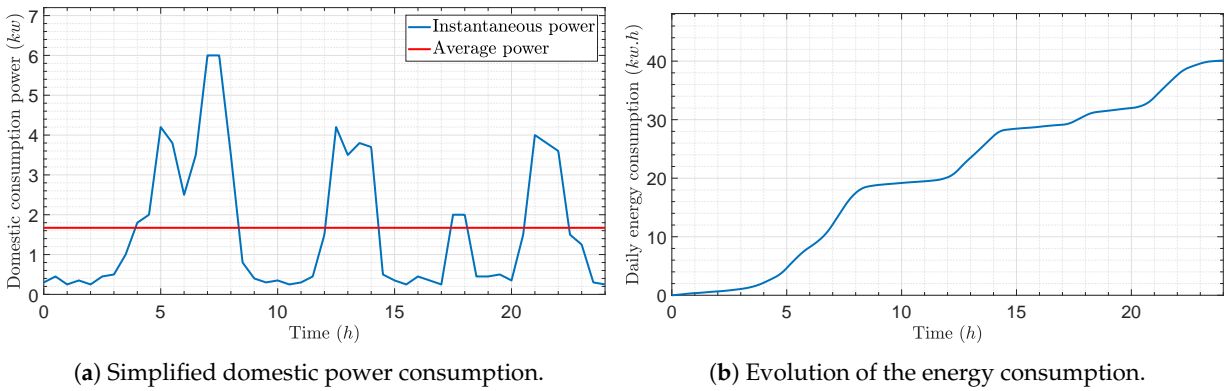 Domestic consumption power (kw)
7
6
5
4
3
2
1
0
Instantaneous power
Average power
0 5 10 15 20
Time (h)
(a) Simplified domestic power consumption.
Daily energy consumption (kw.h)
40
30
20
10
0
0 5 10 15 20
Time (h)
(b) Evolution of the energy consumption.